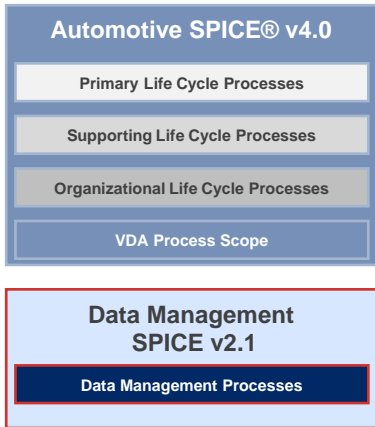 Automotive SPICE® v4.0
Primary Life Cycle Processes
Supporting Life Cycle Processes
Organizational Life Cycle Processes
VDA Process Scope
Data Management
SPICE v2.1
Data Management Processes